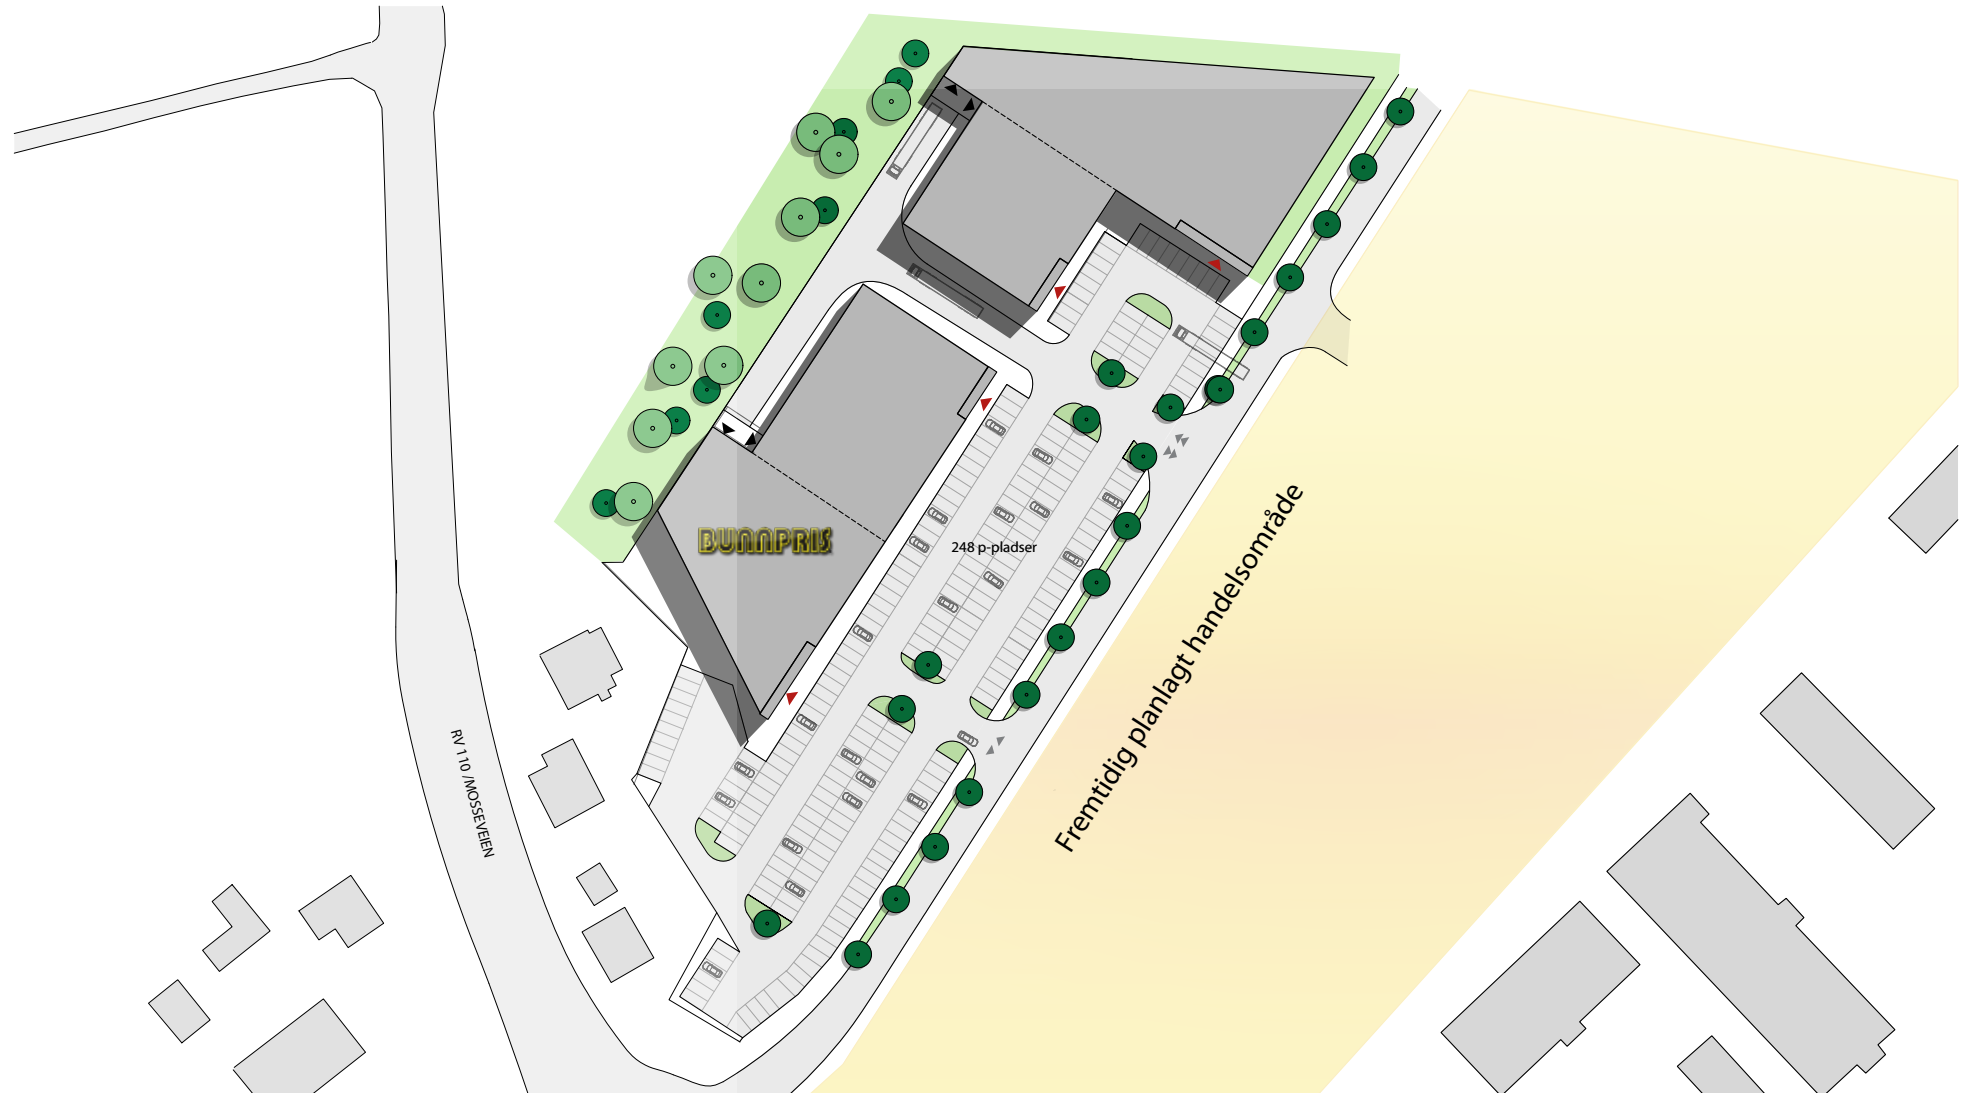 BUNNPRIS
248 p-pladser
Fremtidig planlagt handelsområde
RV 110 /MOSSEVEIEN